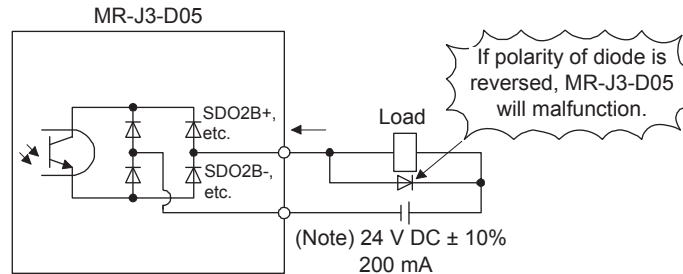 MR-J3-D05
If polarity of diode is
reversed, MR-J3-D05
will malfunction.
SDO2B+,
etc.
Load
SDO2B-,
etc.
(Note) 24 V DC ± 10%
200 mA